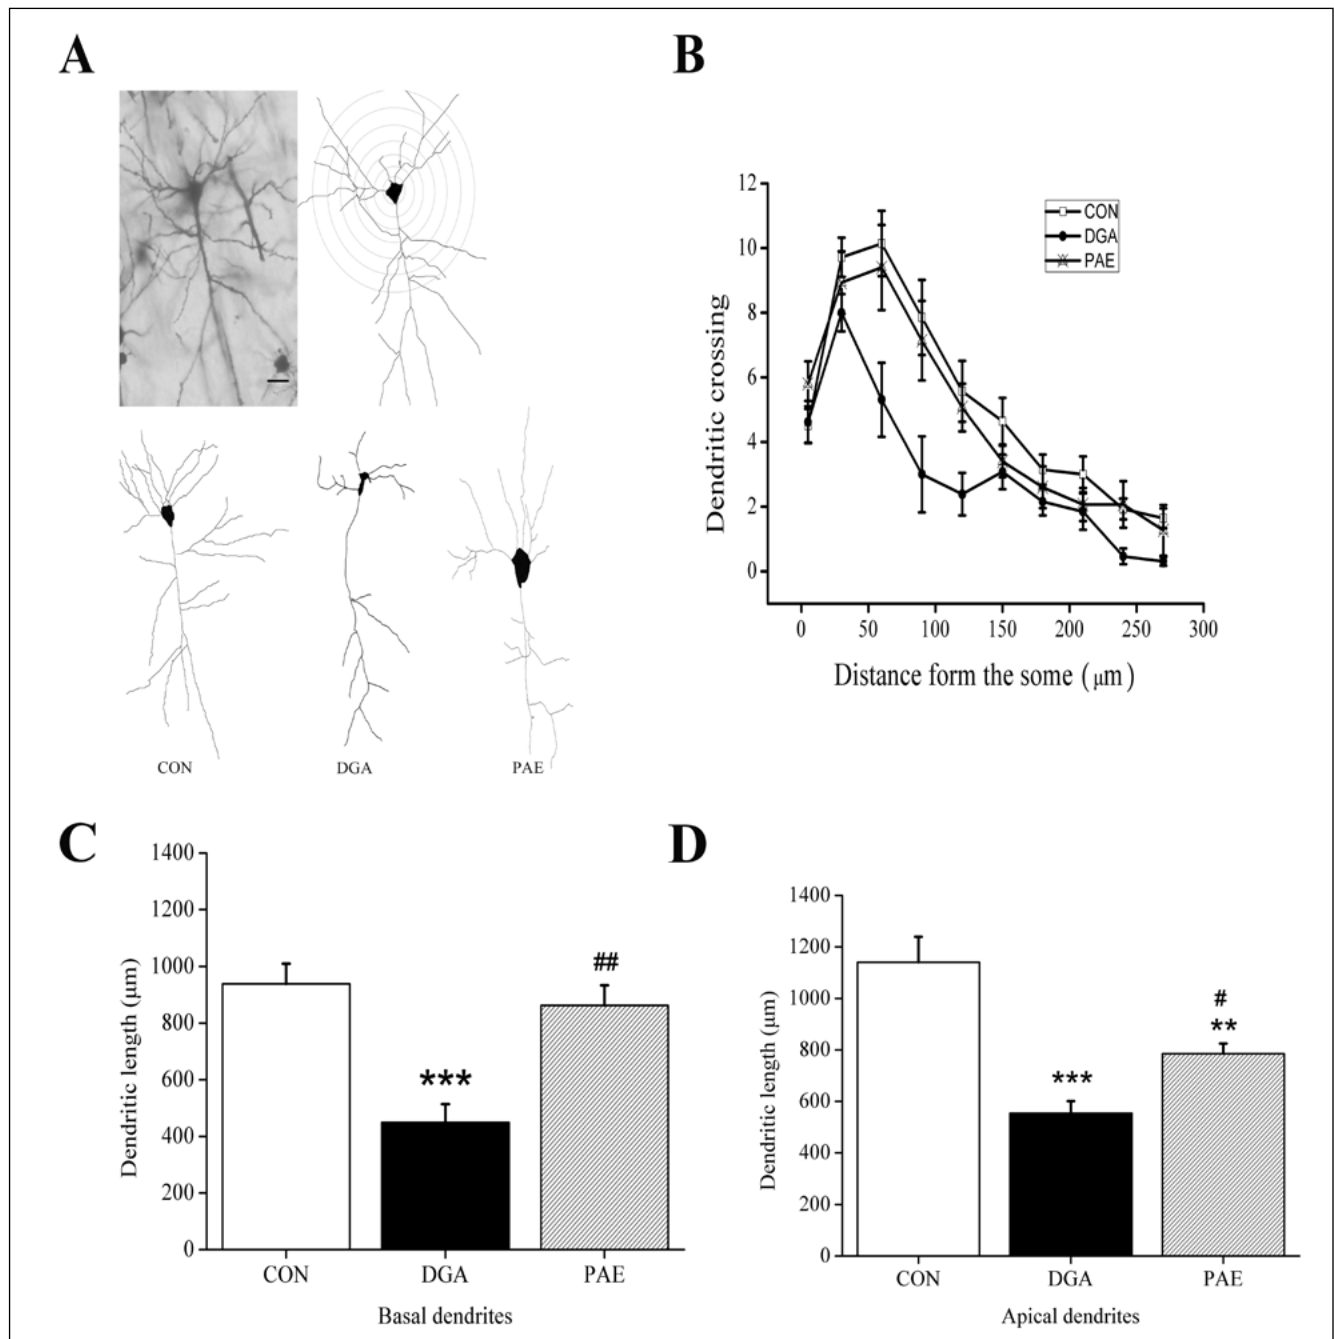 A
B
CON
DGA
PAE
12
10
8
6
4
2
0
Dendritic crossing
CON
DGA
PAE
0 50 100 150 200 250 300
Distance form the some (μm)
C
1400
1200
1000
800
600
400
200
0
Dendritic length (μm)
***
##
CON DGA PAE
Basal dendrites
D
1400
1200
1000
800
600
400
200
0
Dendritic length (μm)
***
#
**
CON DGA PAE
Apical dendrites